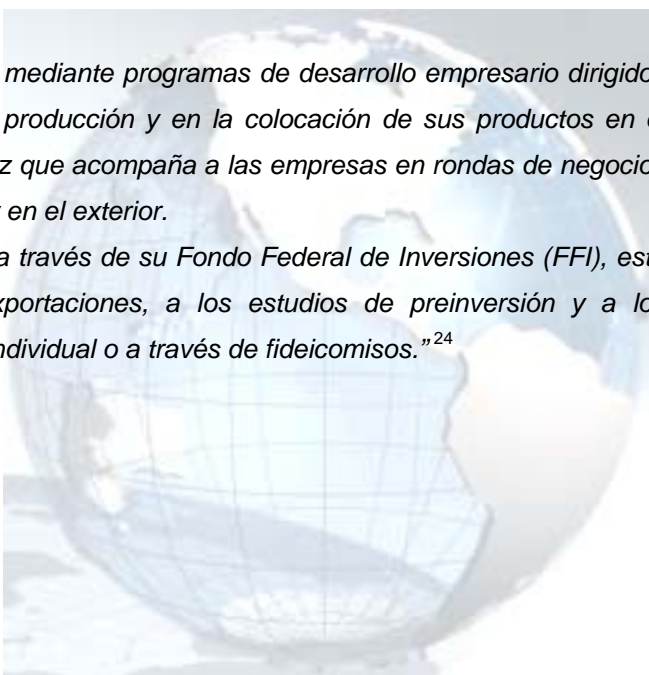 mediante programas de desarrollo empresario dirigido
producción y en la colocación de sus productos en
z que acompaña a las empresas en rondas de negocio
en el exterior.
a través de su Fondo Federal de Inversiones (FFI), est
xportaciones, a los estudios de preinversión y a lo
ndividual o a través de fideicomisos.” 24